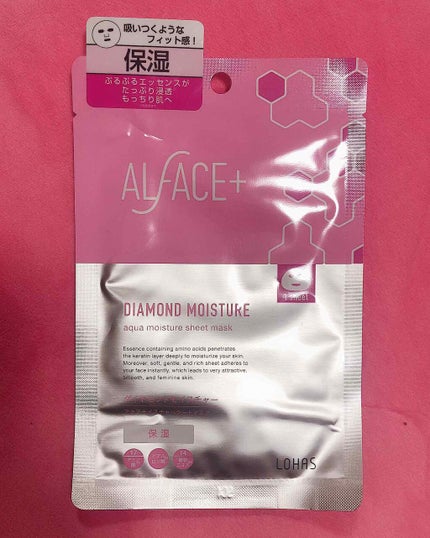 吸いつくような
フィット感!
保湿
ぷるぷるエッセンスが
たっぷり浸透
もっちり肌へ
ALFACE+
1 sheet
DIAMOND MOISTURE
aqua moisture sheet mask
Essence containing amino acids penetrates
the keratin layer deeply to moisturize your skin.
Moreover, soft, gentle, and rich sheet adheres to
your face instantly, which leads to very attractive,
smooth, and feminine skin.
保湿
LOHAS